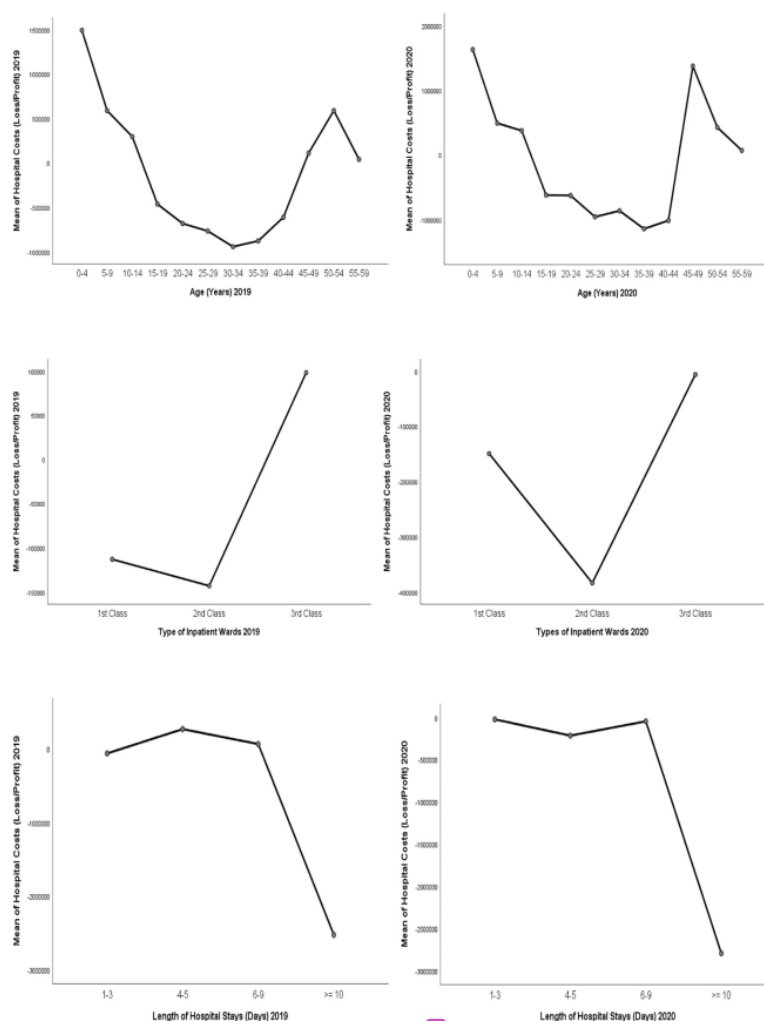 Mean of Hospital Costs (Loss/Profit) 2019
1500000
1000000
500000
0
-500000
-1000000
0-4 5-9 10-14 15-19 20-24 25-29 30-34 35-39 40-44 45-49 50-54 55-59
Age (Years) 2019
Mean of Hospital Costs (Loss/Profit) 2020
2000000
1000000
0
-1000000
0-4 5-9 10-14 15-19 20-24 25-29 30-34 35-39 40-44 45-49 50-54 55-59
Age (Years) 2020
Mean of Hospital Costs (Loss/Profit) 2019
100000
50000
0
-50000
-100000
-150000
1st Class 2nd Class 3rd Class
Type of Inpatient Wards 2019
Mean of Hospital Costs (Loss/Profit) 2020
0
-100000
-200000
-300000
-400000
1st Class 2nd Class 3rd Class
Types of Inpatient Wards 2020
Mean of Hospital Costs (Loss/Profit) 2019
0
-1000000
-2000000
-3000000
1-3 4-5 6-9 >= 10
Length of Hospital Stays (Days) 2019
Mean of Hospital Costs (Loss/Profit) 2020
0
-500000
-1000000
-1500000
-2000000
-2500000
-3000000
1-3 4-5 6-9 >= 10
Length of Hospital Stays (Days) 2020